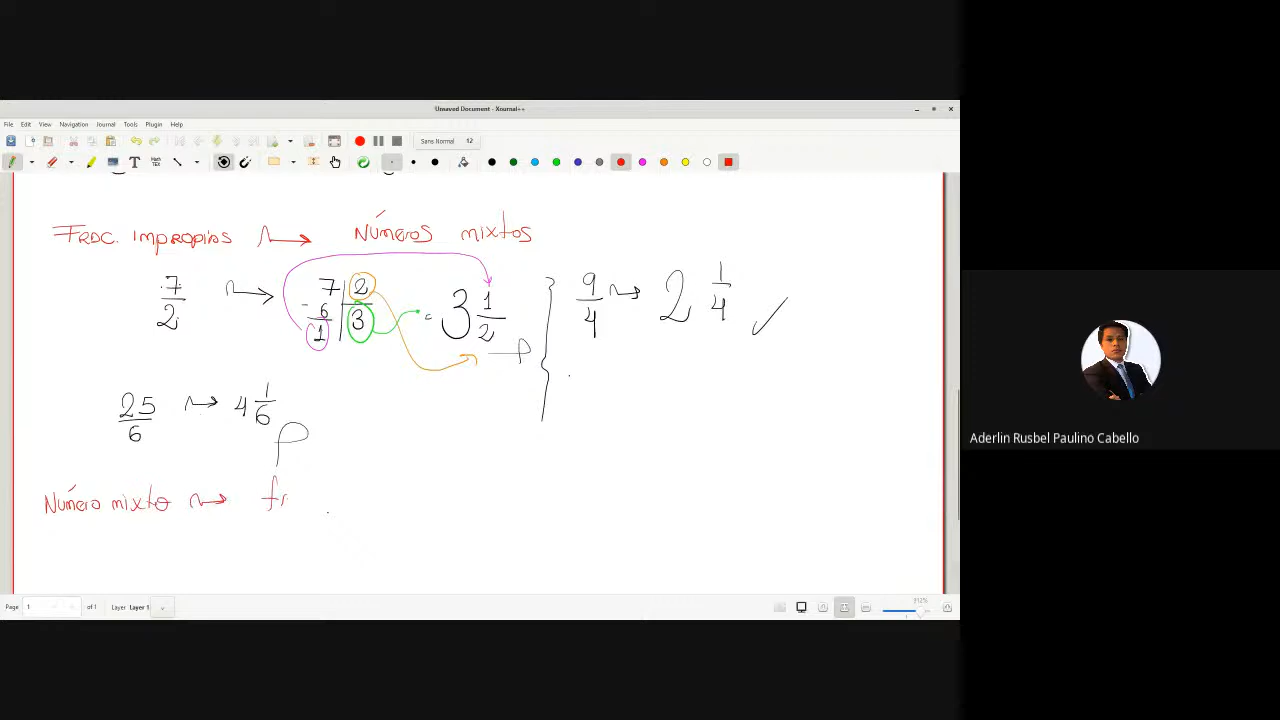 Unsaved Document - Xournal++
File Edit View Navigation Journal Tools Plugin Help
Sans Normal 12
Frac. impropias → Números mixtos
7/2 → 7 2 -6 3 1 = 3 1/2
9/4 → 2 1/4 ✓
25/6 → 4 1/6
Número mixto → fr
Aderlin Rusbel Paulino Cabello
Page 1 of 1 Layer Layer 1 312%